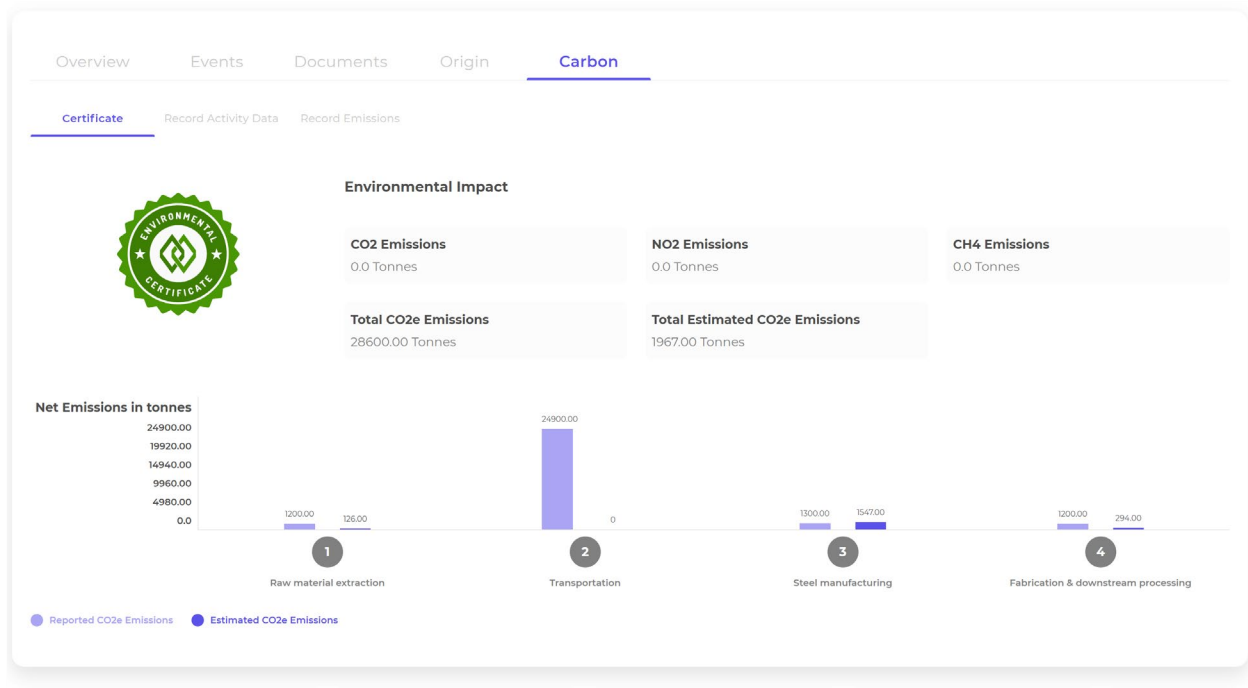 Overview Events Documents Origin Carbon
Certificate Record Activity Data Record Emissions
ENVIRONMENTAL
CERTIFICATE
Environmental Impact
CO2 Emissions NO2 Emissions CH4 Emissions
0.0 Tonnes 0.0 Tonnes 0.0 Tonnes
Total CO2e Emissions Total Estimated CO2e Emissions
28600.00 Tonnes 1967.00 Tonnes
Net Emissions in tonnes
24900.00
19920.00
14940.00
9960.00
4980.00
0.0
1200.00 126.00 24900.00 0 1300.00 1547.00 1200.00 294.00
1 2 3 4
Raw material extraction Transportation Steel manufacturing Fabrication & downstream processing
Reported CO2e Emissions Estimated CO2e Emissions